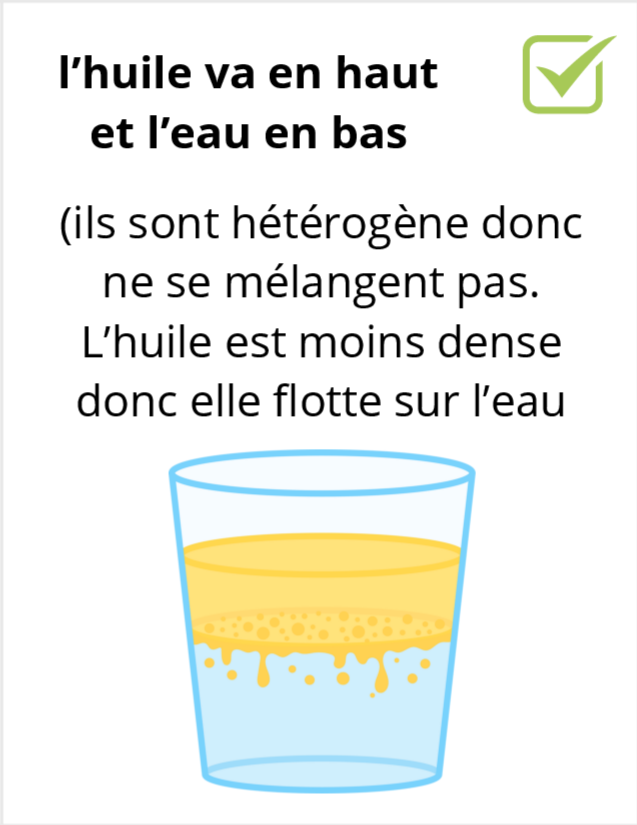 l’huile va en haut
et l’eau en bas
(ils sont hétérogène donc
ne se mélangent pas.
L’huile est moins dense
donc elle flotte sur l’eau